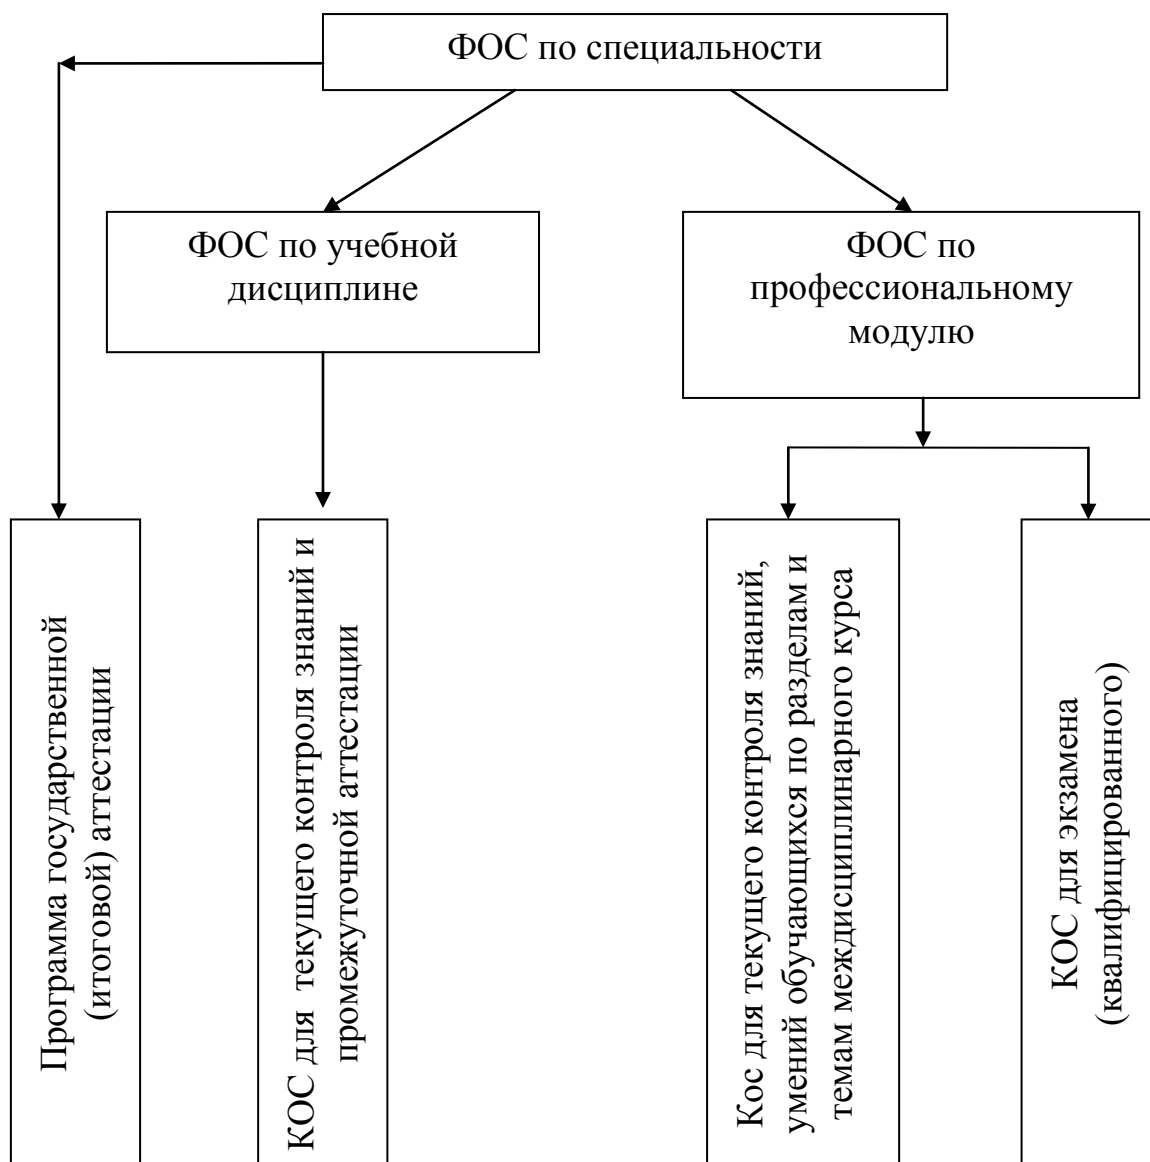 ФОС по специальности
ФОС по учебной
дисциплине
ФОС по
профессиональному
модулю
Программа государственной
(итоговой) аттестации
КОС для текущего контроля знаний и
промежуточной аттестации
Кос для текущего контроля знаний,
умений обучающихся по разделам и
темам междисциплинарного курса
КОС для экзамена
(квалифицированного)